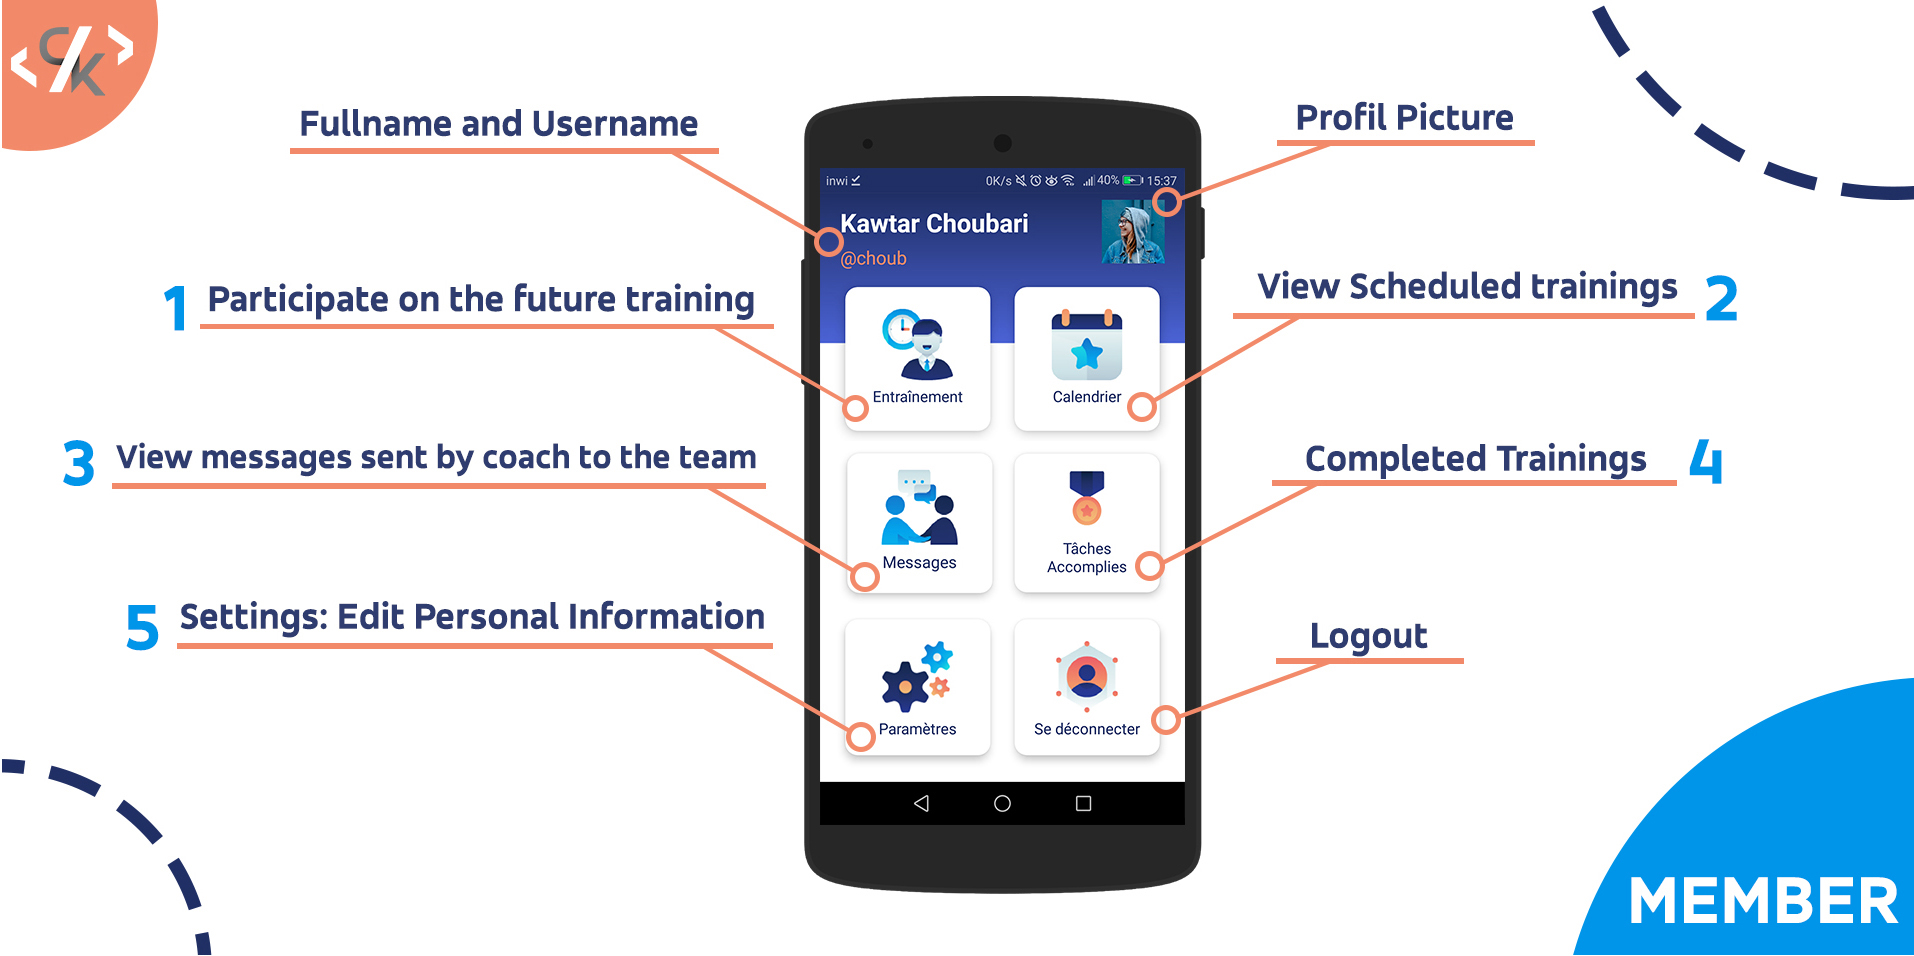 CK
Fullname and Username
Profil Picture
inwi
0K/s 40% 15:37
Kawtar Choubari
@choub
1 Participate on the future training
View Scheduled trainings 2
Entraînement
Calendrier
3 View messages sent by coach to the team
Completed Trainings 4
Messages
Tâches
Accomplies
5 Settings: Edit Personal Information
Logout
Paramètres
Se déconnecter
MEMBER